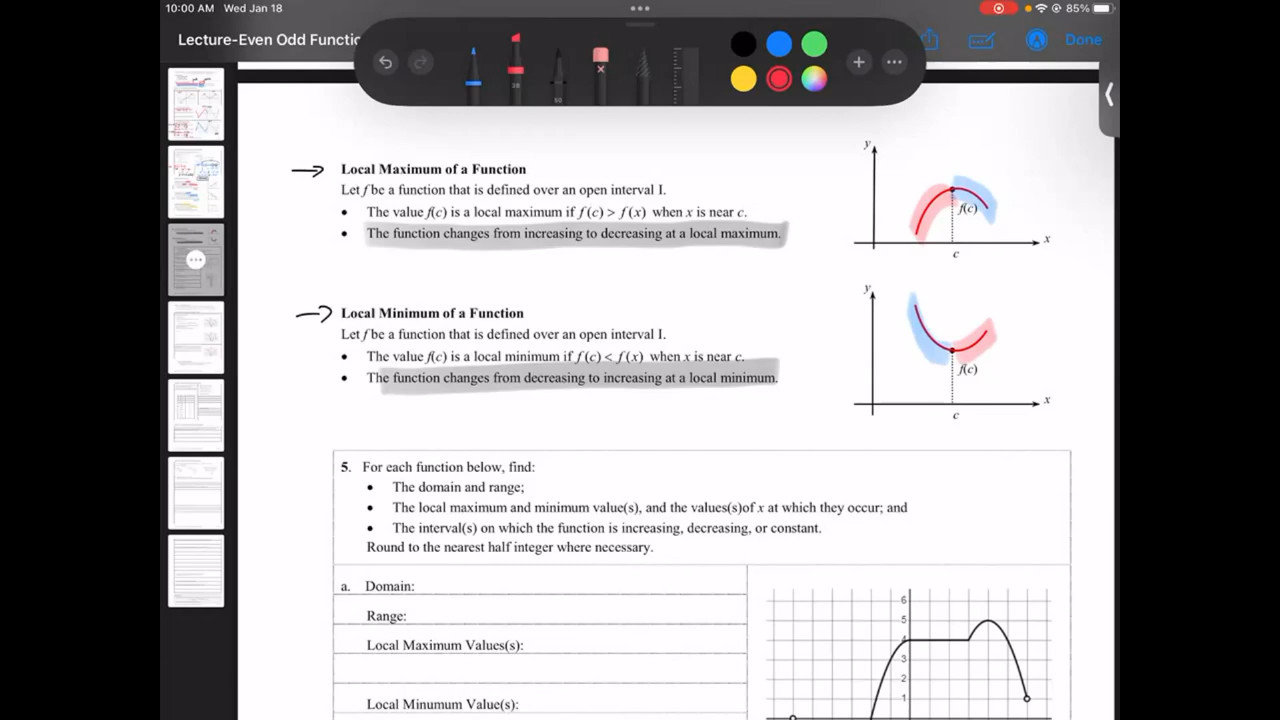 10:00 AM Wed Jan 18
85%
Lecture-Even Odd Functio
Done
Local Maximum of a Function
Let f be a function that is defined over an open interval I.
• The value f(c) is a local maximum if f(c) > f(x) when x is near c.
• The function changes from increasing to decreasing at a local maximum.
y
f(c)
x
c
Local Minimum of a Function
Let f be a function that is defined over an open interval I.
• The value f(c) is a local minimum if f(c) < f(x) when x is near c.
• The function changes from decreasing to increasing at a local minimum.
y
f(c)
x
c
5. For each function below, find:
• The domain and range;
• The local maximum and minimum value(s), and the values(s)of x at which they occur; and
• The interval(s) on which the function is increasing, decreasing, or constant.
Round to the nearest half integer where necessary.
a. Domain:
Range:
Local Maximum Values(s):
Local Minumum Value(s):
6
5
4
3
2
1